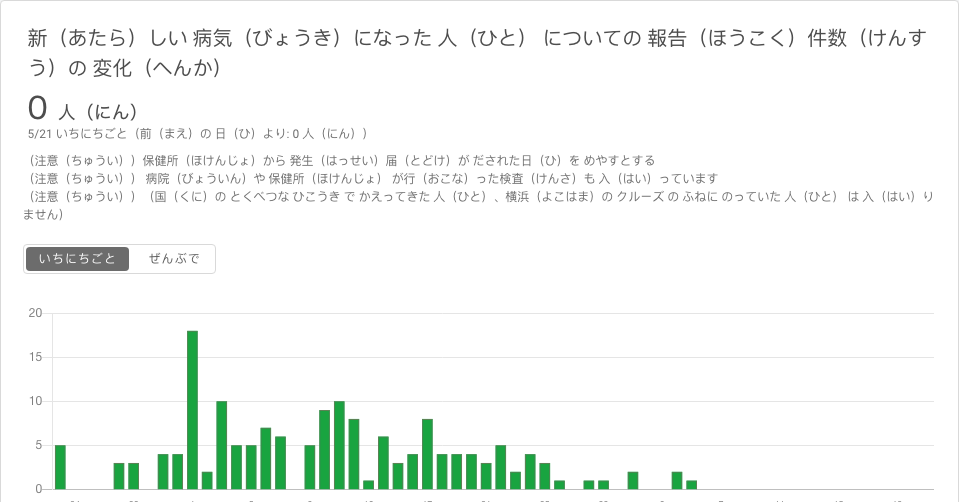 新（あたら）しい 病気（びょうき）になった 人（ひと） についての 報告（ほうこく）件数（けんす
う）の 変化（へんか）
0 人（にん）
5/21 いちにちごと（前（まえ）の 日（ひ）より: 0 人（にん））
（注意（ちゅうい））保健所（ほけんじょ）から 発生（はっせい）届（とどけ）が だされた日（ひ）を めやすとする
（注意（ちゅうい）） 病院（びょういん）や 保健所（ほけんじょ） が行（おこな）った検査（けんさ）も 入（はい）っています
（注意（ちゅうい））（国（くに）の とくべつな ひこうき で かえってきた 人（ひと）、横浜（よこはま）の クルーズ の ふねに のっていた 人（ひと） は 入（はい）り
ません）
いちにちごと ぜんぶで
20
15
10
5
0